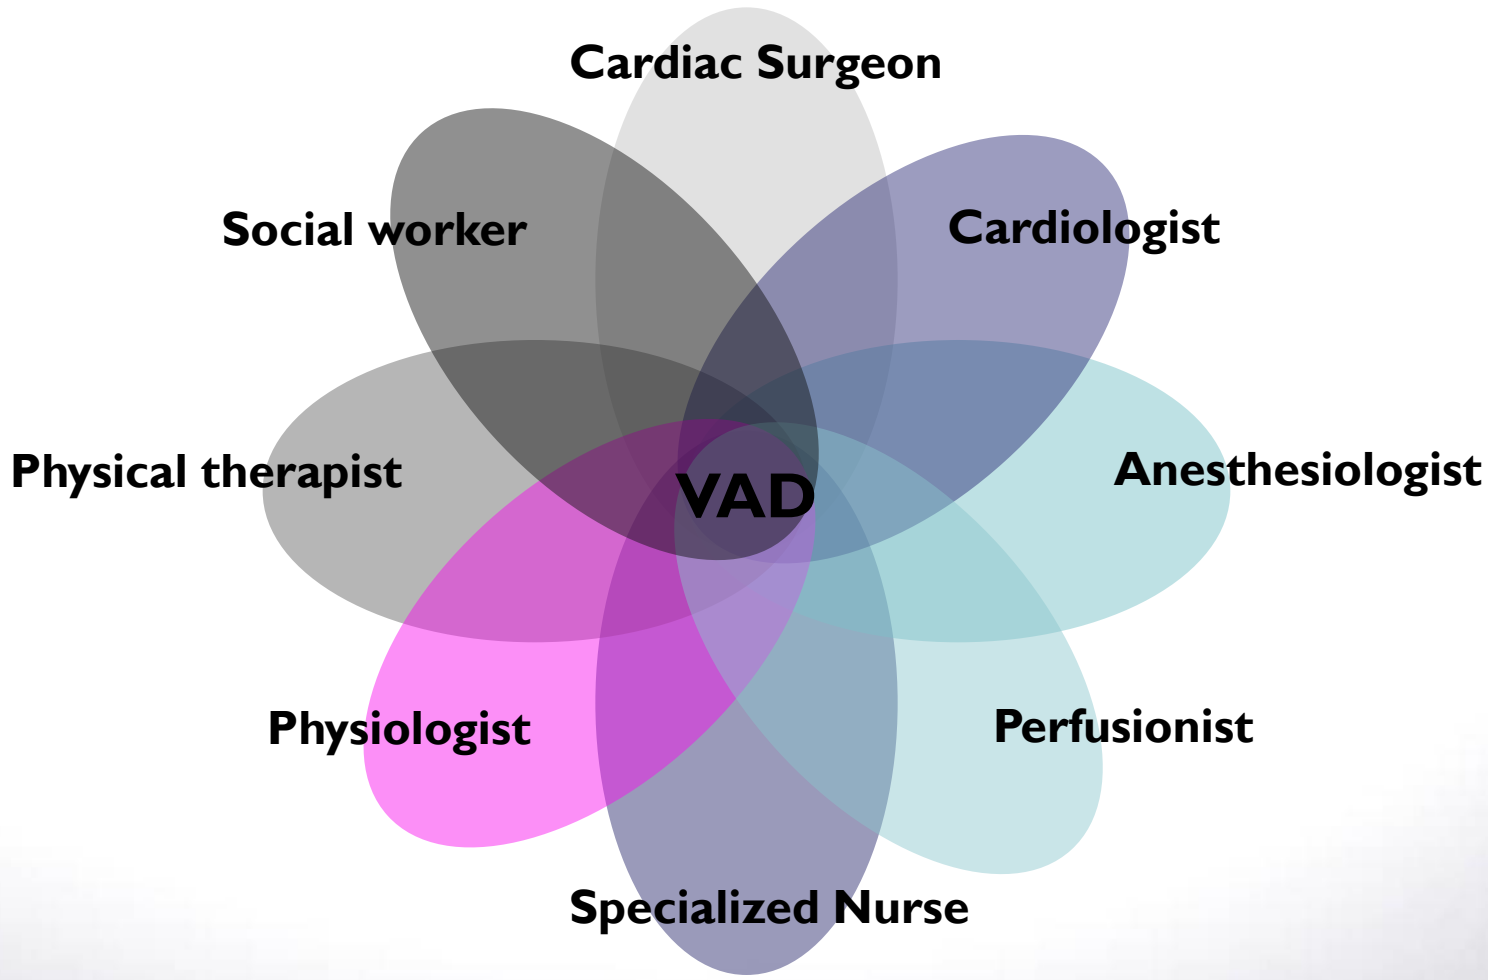 Cardiac Surgeon
Social worker
Cardiologist
Physical therapist
VAD
Anesthesiologist
Physiologist
Perfusionist
Specialized Nurse